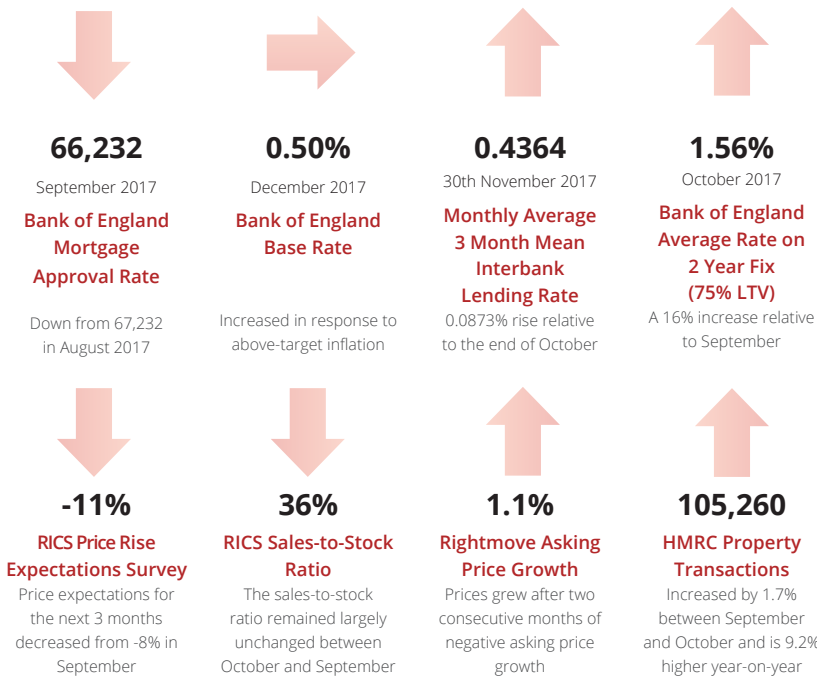 66,232
September 2017
Bank of England
Mortgage
Approval Rate
Down from 67,232
in August 2017
0.50%
December 2017
Bank of England
Base Rate
Increased in response to
above-target inflation
0.4364
30th November 2017
Monthly Average
3 Month Mean
Interbank
Lending Rate
0.0873% rise relative
to the end of October
1.56%
October 2017
Bank of England
Average Rate on
2 Year Fix
(75% LTV)
A 16% increase relative
to September
-11%
RICS Price Rise
Expectations Survey
Price expectations for
the next 3 months
decreased from -8% in
September
36%
RICS Sales-to-Stock
Ratio
The sales-to-stock
ratio remained largely
unchanged between
October and September
1.1%
Rightmove Asking
Price Growth
Prices grew after two
consecutive months of
negative asking price
growth
105,260
HMRC Property
Transactions
Increased by 1.7%
between September
and October and is 9.2%
higher year-on-year